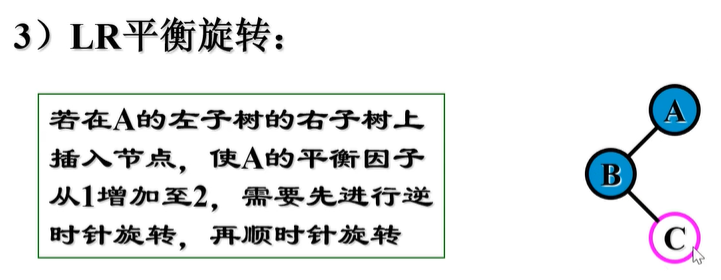 3）LR平衡旋转：
若在A的左子树的右子树上
插入节点，使A的平衡因子
从1增加至2，需要先进行逆
时针旋转，再顺时针旋转
A
B
C